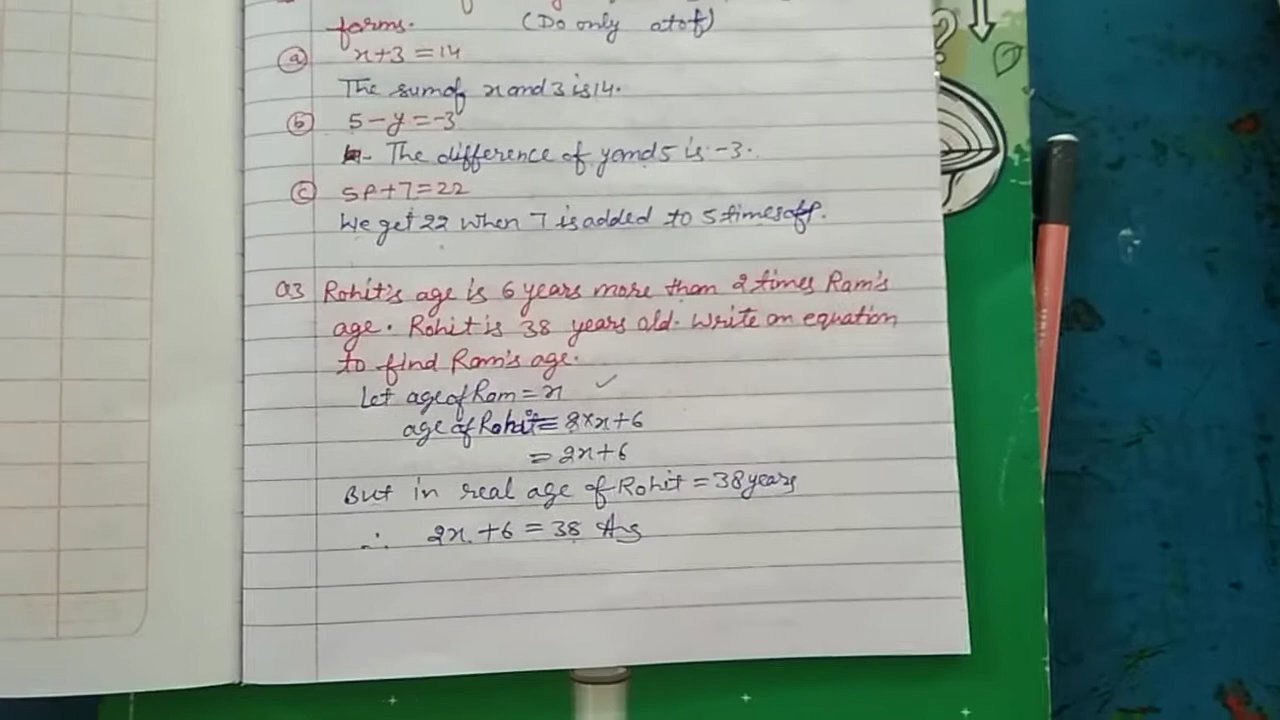 forms. (Do only a to f)
(a) x+3 = 14
The sum of x and 3 is 14.
(b) 5 - y = -3
The difference of y and 5 is -3.
(c) 5p+7=22
We get 22 when 7 is added to 5 times of p.
Q3 Rohit's age is 6 years more than 2 times Ram's
age. Rohit is 38 years old. Write an equation
to find Ram's age.
Let age of Ram = x ✓
age of Rohit = 2×x+6
= 2x+6
But in real age of Rohit = 38 years
∴ 2x + 6 = 38 Ans
?